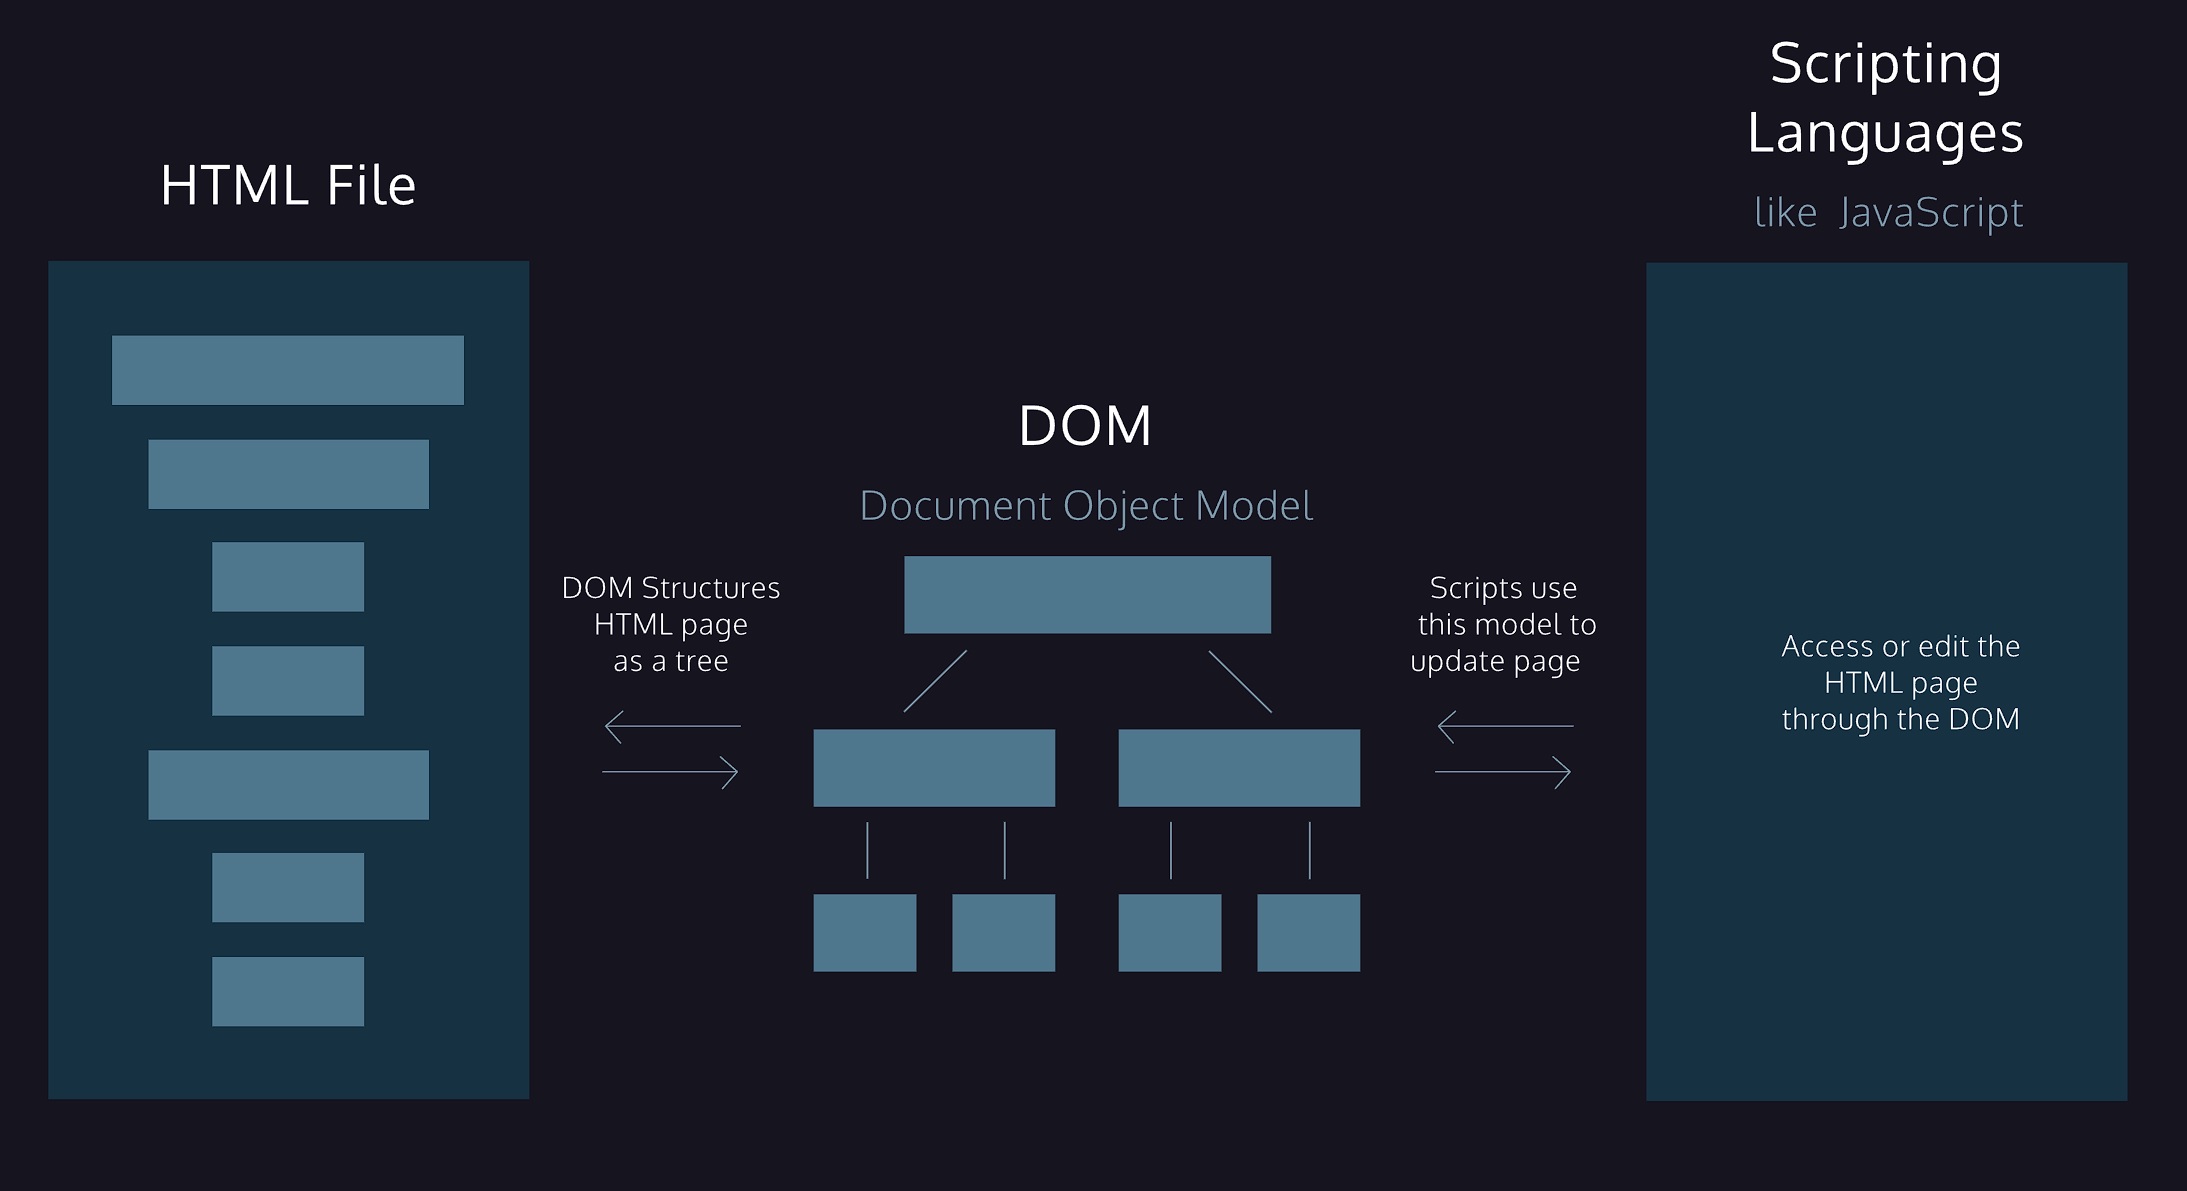 HTML File
DOM Structures
HTML page
as a tree
DOM
Document Object Model
Scripts use
this model to
update page
Scripting
Languages
like JavaScript
Access or edit the
HTML page
through the DOM